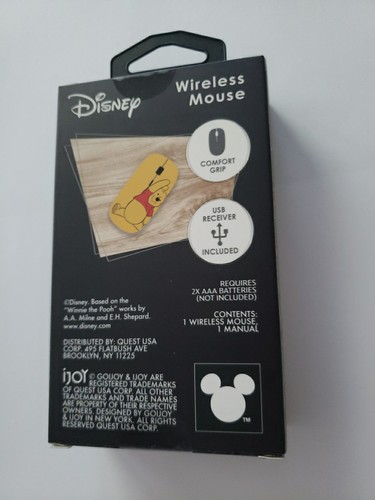 Disney
Wireless
Mouse
COMFORT
GRIP
USB
RECEIVER
INCLUDED
REQUIRES
2X AAA BATTERIES
(NOT INCLUDED)
CONTENTS:
1 WIRELESS MOUSE,
1 MANUAL
©Disney. Based on the
"Winnie the Pooh" works by
A.A. Milne and E.H. Shepard.
www.disney.com
DISTRIBUTED BY: QUEST USA
CORP. 495 FLATBUSH AVE
BROOKLYN, NY 11225
iJOY © GOIJOY & IJOY ARE
REGISTERED TRADEMARKS
OF QUEST USA CORP. ALL OTHER
TRADEMARKS AND TRADE NAMES
ARE PROPERTY OF THEIR RESPECTIVE
OWNERS. DESIGNED BY GOIJOY
& IJOY IN NEW YORK. ALL RIGHTS
RESERVED QUEST USA CORP.
TM